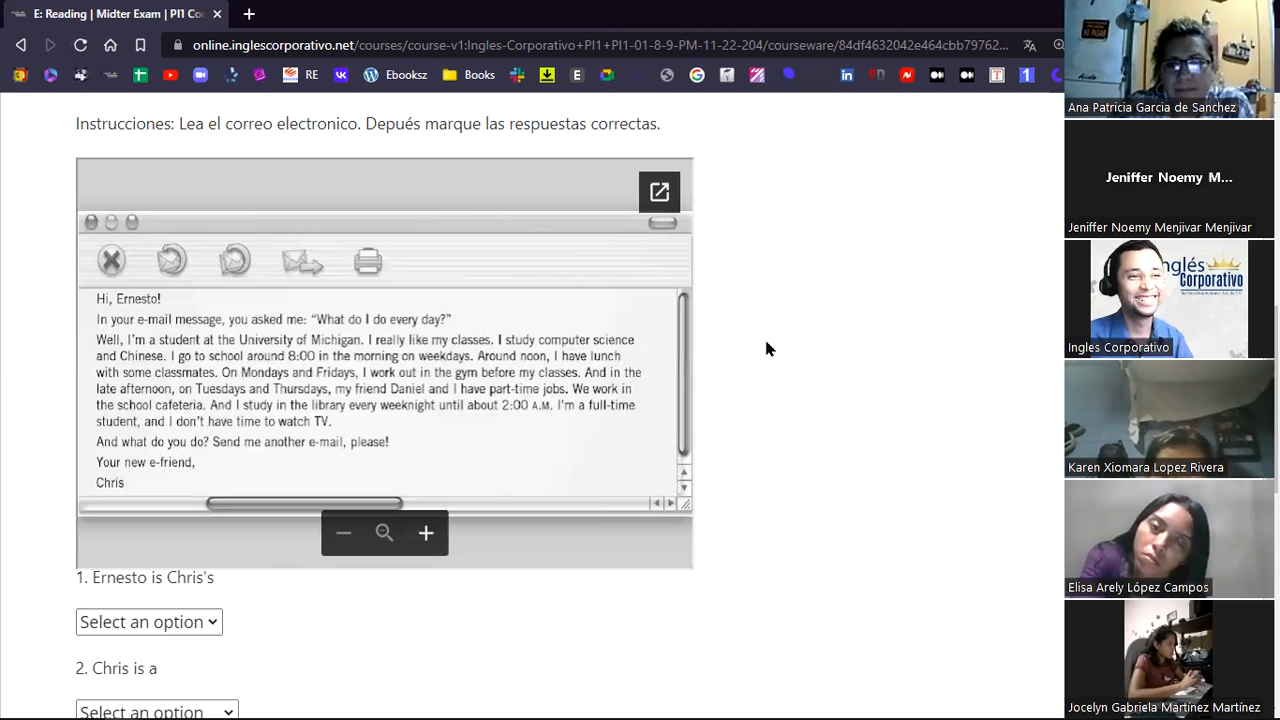 E: Reading | Midter Exam | PI1 Co
online.inglescorporativo.net/courses/course-v1:Ingles-Corporativo+PI1+PI1-01-8-9-PM-11-22-204/courseware/84df4632042e464cbb79762...
RE
Ebooksz
Books
Instrucciones: Lea el correo electronico. Depués marque las respuestas correctas.
Hi, Ernesto!
In your e-mail message, you asked me: “What do I do every day?”
Well, I'm a student at the University of Michigan. I really like my classes. I study computer science
and Chinese. I go to school around 8:00 in the morning on weekdays. Around noon, I have lunch
with some classmates. On Mondays and Fridays, I work out in the gym before my classes. And in the
late afternoon, on Tuesdays and Thursdays, my friend Daniel and I have part-time jobs. We work in
the school cafeteria. And I study in the library every weeknight until about 2:00 A.M. I'm a full-time
student, and I don't have time to watch TV.
And what do you do? Send me another e-mail, please!
Your new e-friend,
Chris
1. Ernesto is Chris's
Select an option
2. Chris is a
Select an option
Ana Patricia Garcia de Sanchez
Jeniffer Noemy M...
Jeniffer Noemy Menjivar Menjivar
Inglés
Corporativo
Ingles Corporativo
Karen Xiomara Lopez Rivera
Elisa Arely López Campos
Jocelyn Gabriela Martínez Martínez